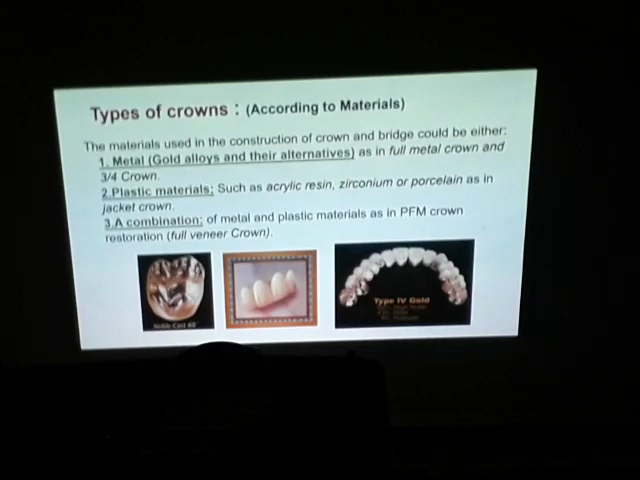 Types of crowns : (According to Materials)
The materials used in the construction of crown and bridge could be either:
1. Metal (Gold alloys and their alternatives) as in full metal crown and
3/4 Crown.
2.Plastic materials: Such as acrylic resin, zirconium or porcelain as in
jacket crown.
3.A combination: of metal and plastic materials as in PFM crown
restoration (full veneer Crown).
Noble Cast 60
Type IV Gold